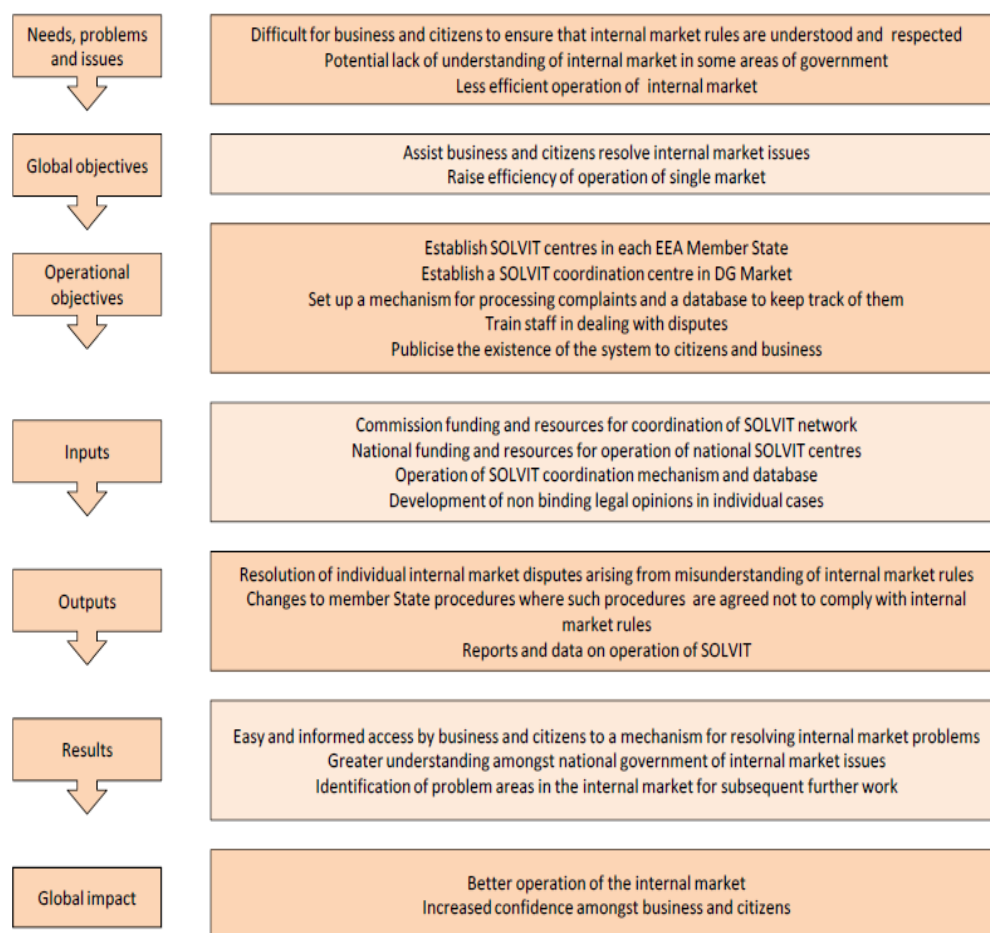 Needs, problems
and issues
Difficult for business and citizens to ensure that internal market rules are understood and respected
Potential lack of understanding of internal market in some areas of government
Less efficient operation of internal market
Global objectives
Assist business and citizens resolve internal market issues
Raise efficiency of operation of single market
Operational
objectives
Establish SOLVIT centres in each EEA Member State
Establish a SOLVIT coordination centre in DG Market
Set up a mechanism for processing complaints and a database to keep track of them
Train staff in dealing with disputes
Publicise the existence of the system to citizens and business
Inputs
Commission funding and resources for coordination of SOLVIT network
National funding and resources for operation of national SOLVIT centres
Operation of SOLVIT coordination mechanism and database
Development of non binding legal opinions in individual cases
Outputs
Resolution of individual internal market disputes arising from misunderstanding of internal market rules
Changes to member State procedures where such procedures are agreed not to comply with internal
market rules
Reports and data on operation of SOLVIT
Results
Easy and informed access by business and citizens to a mechanism for resolving internal market problems
Greater understanding amongst national government of internal market issues
Identification of problem areas in the internal market for subsequent further work
Global impact
Better operation of the internal market
Increased confidence amongst business and citizens